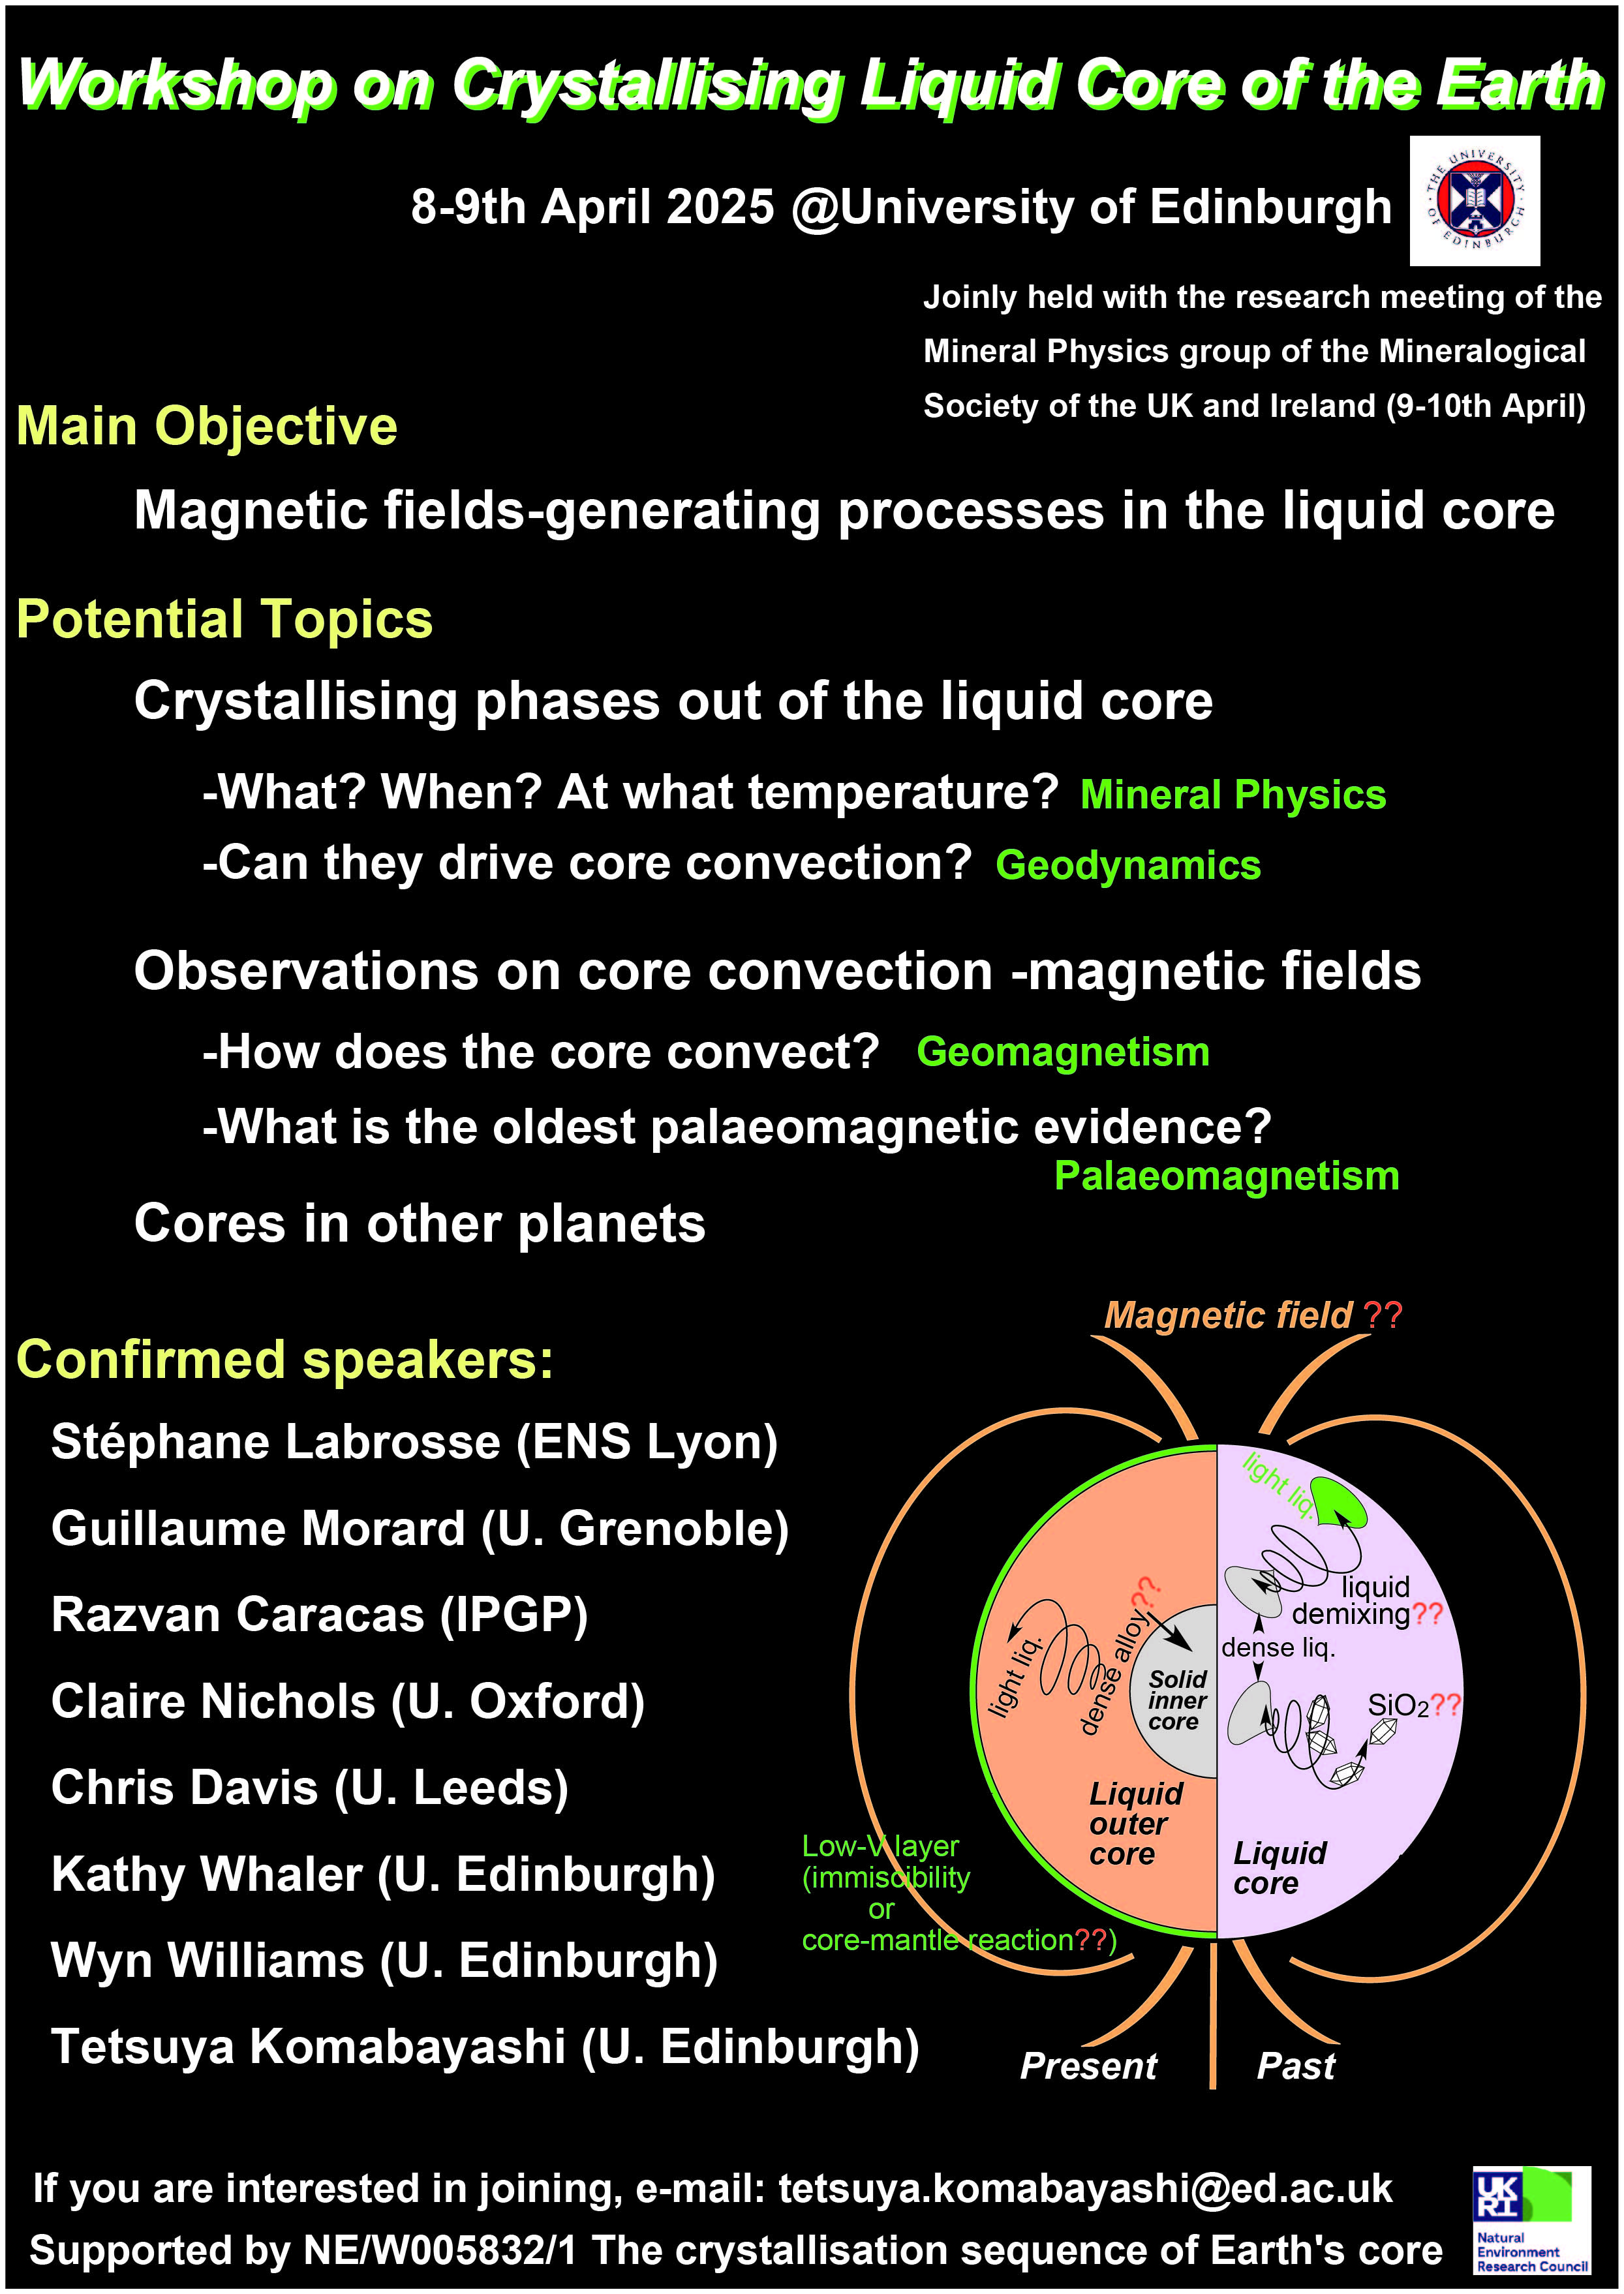 Workshop on Crystallising Liquid Core of the Earth
8-9th April 2025 @University of Edinburgh
THE UNIVERSITY OF EDINBURGH
Joinly held with the research meeting of the
Mineral Physics group of the Mineralogical
Society of the UK and Ireland (9-10th April)
Main Objective
Magnetic fields-generating processes in the liquid core
Potential Topics
Crystallising phases out of the liquid core
-What? When? At what temperature? Mineral Physics
-Can they drive core convection? Geodynamics
Observations on core convection -magnetic fields
-How does the core convect? Geomagnetism
-What is the oldest palaeomagnetic evidence?
Palaeomagnetism
Cores in other planets
Confirmed speakers:
Stéphane Labrosse (ENS Lyon)
Guillaume Morard (U. Grenoble)
Razvan Caracas (IPGP)
Claire Nichols (U. Oxford)
Chris Davis (U. Leeds)
Kathy Whaler (U. Edinburgh)
Wyn Williams (U. Edinburgh)
Tetsuya Komabayashi (U. Edinburgh)
Magnetic field ??
light liq.
dense alloy??
Solid
inner
core
Liquid
outer
core
Low-V layer
(immiscibility
or
core-mantle reaction??)
light liq.
liquid
demixing??
dense liq.
SiO2??
Liquid
core
Present
Past
If you are interested in joining, e-mail: tetsuya.komabayashi@ed.ac.uk
Supported by NE/W005832/1 The crystallisation sequence of Earth's core
UK
RI
Natural
Environment
Research Council